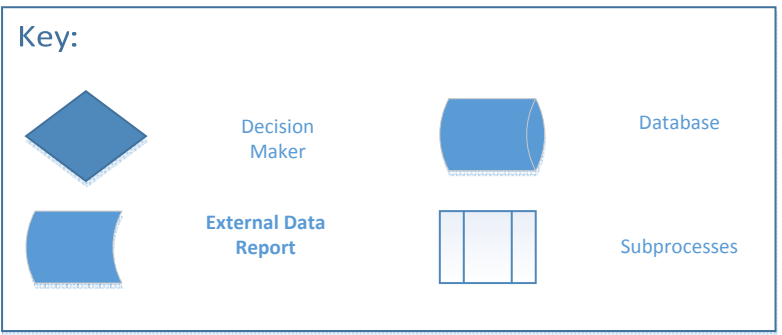 Key:
Decision
Maker
Database
External Data
Report
Subprocesses